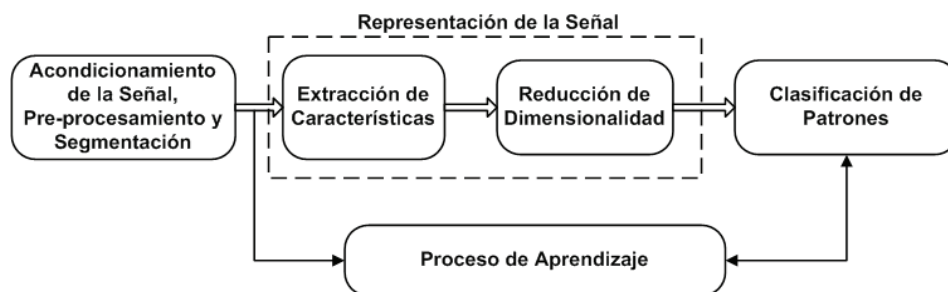 Representación de la Señal
Acondicionamiento
de la Señal,
Pre-procesamiento y
Segmentación
Extracción de
Características
Reducción de
Dimensionalidad
Clasificación de
Patrones
Proceso de Aprendizaje